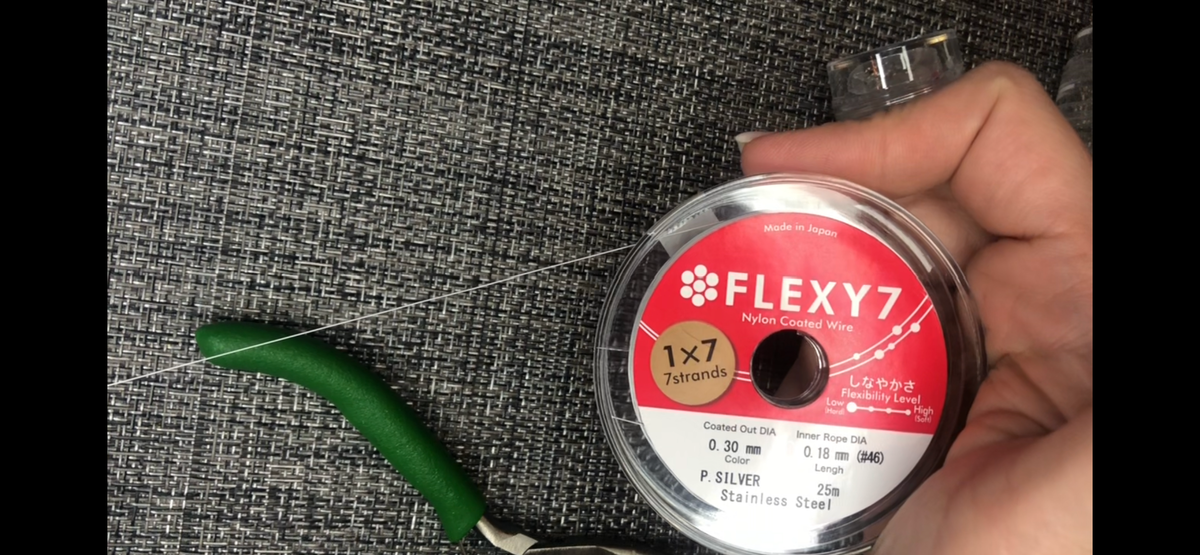 Made in Japan
FLEXY7
Nylon Coated Wire
1×7
7strands
しなやかさ
Flexibility Level
Low High
(Hard) (Soft)
Coated Out DIA Inner Rope DIA
0.30 mm 0.18 mm (#46)
Color Lengh
P.SILVER 25m
Stainless Steel